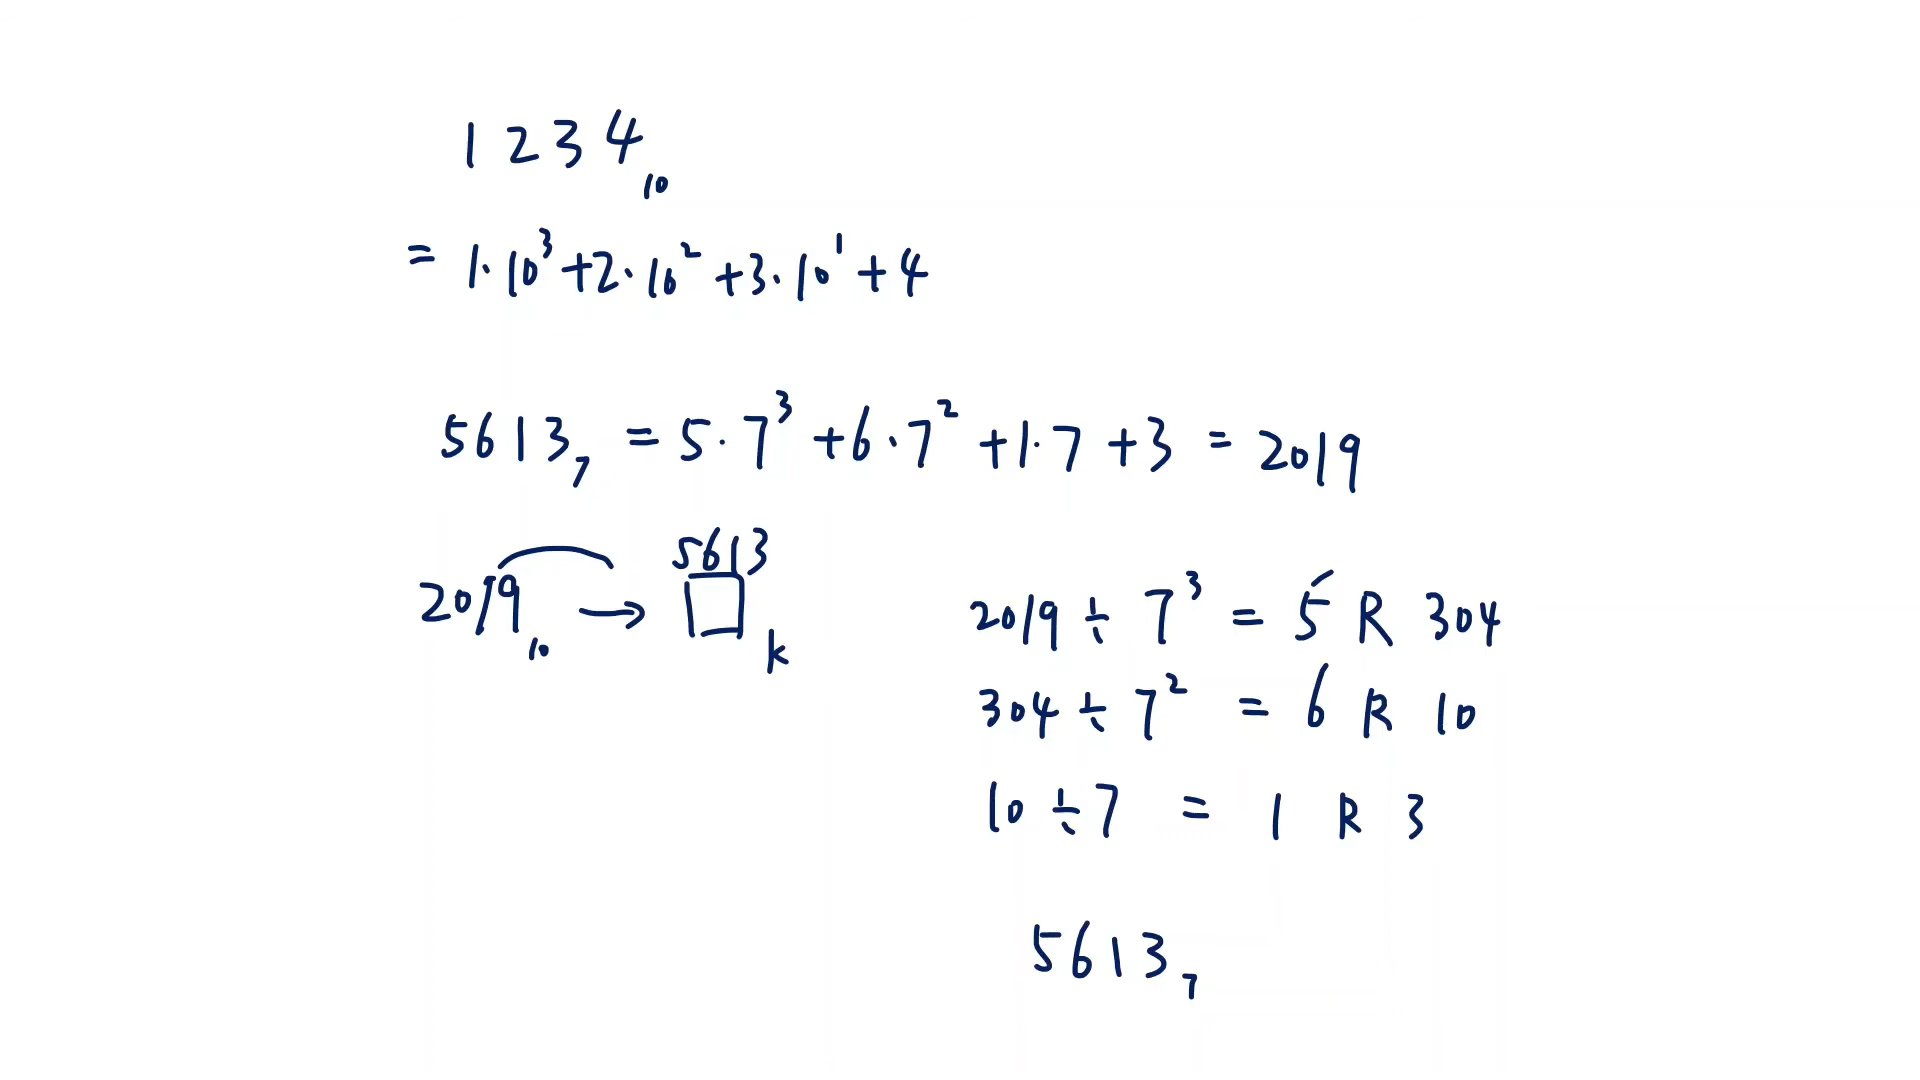 1234₁₀
= 1·10³+2·10²+3·10¹+4
5613₇ = 5·7³+6·7²+1·7+3 = 2019
5613
2019₁₀ → □ₖ
2019 ÷ 7³ = 5 R 304
304 ÷ 7² = 6 R 10
10 ÷ 7 = 1 R 3
5613₇